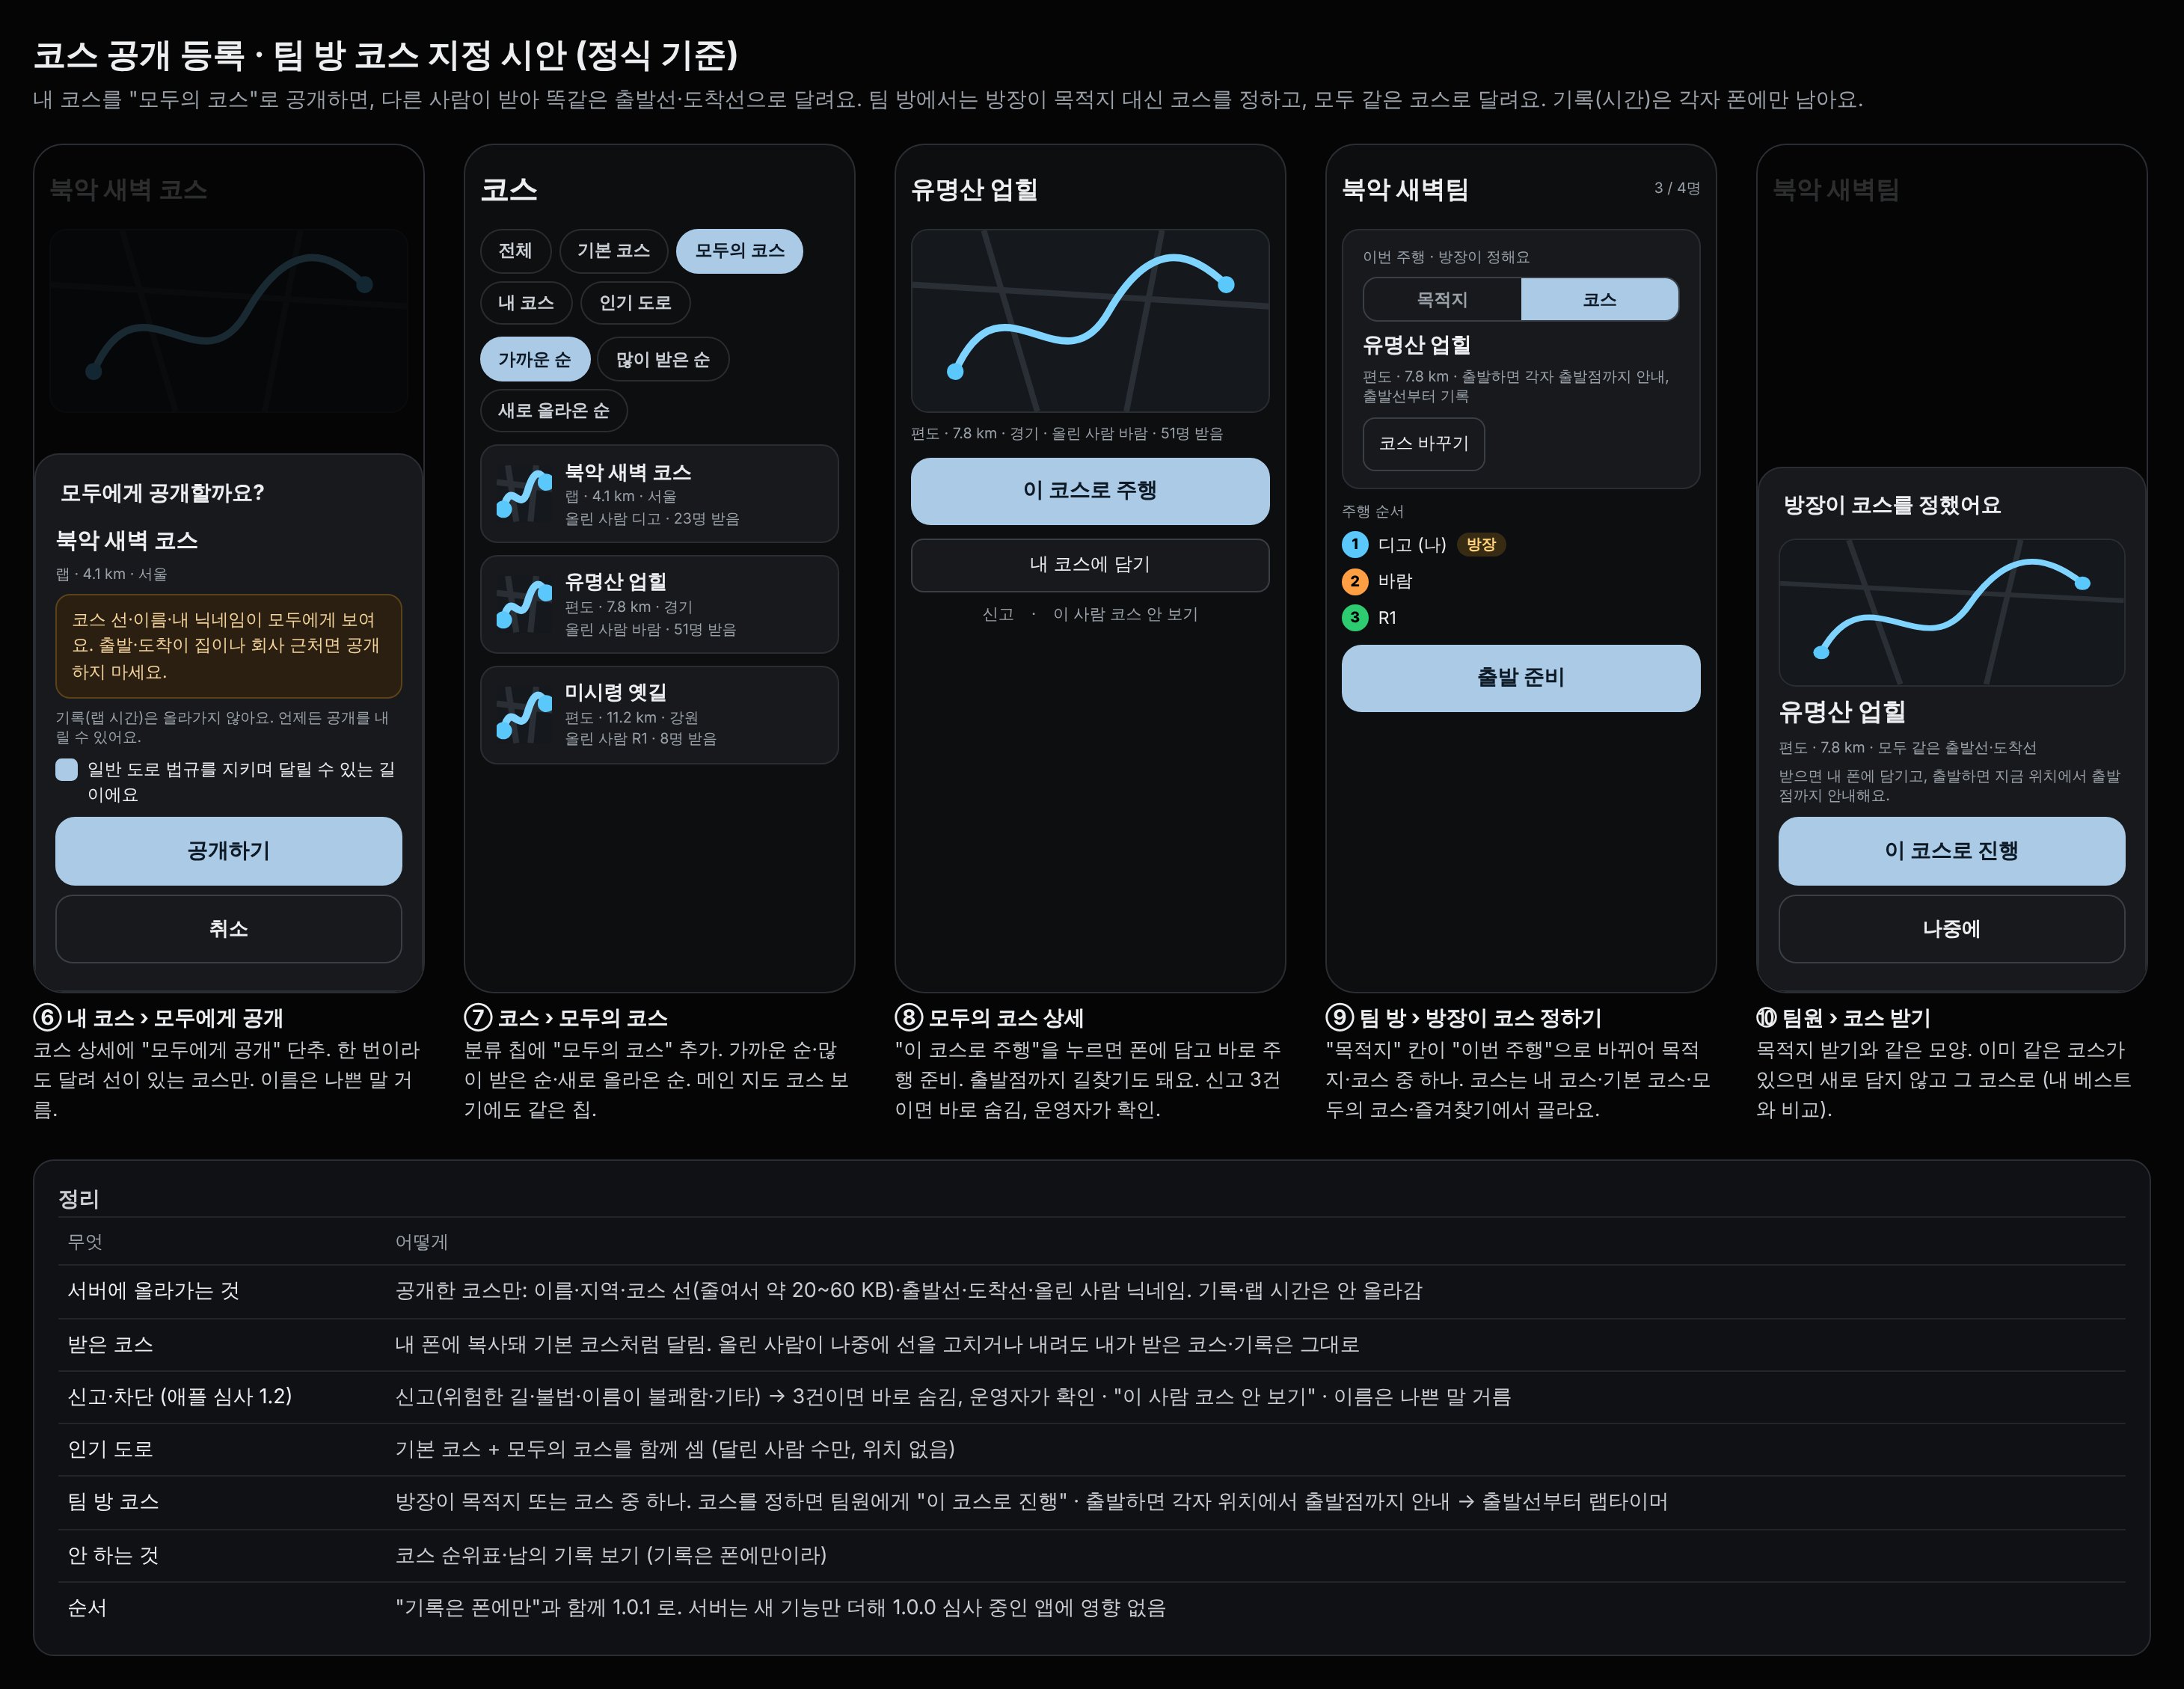 코스 공개 등록 · 팀 방 코스 지정 시안 (정식 기준)
내 코스를 "모두의 코스"로 공개하면, 다른 사람이 받아 똑같은 출발선·도착선으로 달려요. 팀 방에서는 방장이 목적지 대신 코스를 정하고, 모두 같은 코스로 달려요. 기록(시간)은 각자 폰에만 남아요.
북악 새벽 코스
모두에게 공개할까요?
북악 새벽 코스
랩 · 4.1 km · 서울
코스 선·이름·내 닉네임이 모두에게 보여
요. 출발·도착이 집이나 회사 근처면 공개
하지 마세요.
기록(랩 시간)은 올라가지 않아요. 언제든 공개를 내
릴 수 있어요.
일반 도로 법규를 지키며 달릴 수 있는 길
이에요
공개하기
취소
⑥ 내 코스 › 모두에게 공개
코스 상세에 "모두에게 공개" 단추. 한 번이라
도 달려 선이 있는 코스만. 이름은 나쁜 말 거
름.
코스
전체
기본 코스
모두의 코스
내 코스
인기 도로
가까운 순
많이 받은 순
새로 올라온 순
북악 새벽 코스
랩 · 4.1 km · 서울
올린 사람 디고 · 23명 받음
유명산 업힐
편도 · 7.8 km · 경기
올린 사람 바람 · 51명 받음
미시령 옛길
편도 · 11.2 km · 강원
올린 사람 R1 · 8명 받음
⑦ 코스 › 모두의 코스
분류 칩에 "모두의 코스" 추가. 가까운 순·많
이 받은 순·새로 올라온 순. 메인 지도 코스 보
기에도 같은 칩.
유명산 업힐
편도 · 7.8 km · 경기 · 올린 사람 바람 · 51명 받음
이 코스로 주행
내 코스에 담기
신고 · 이 사람 코스 안 보기
⑧ 모두의 코스 상세
"이 코스로 주행"을 누르면 폰에 담고 바로 주
행 준비. 출발점까지 길찾기도 돼요. 신고 3건
이면 바로 숨김, 운영자가 확인.
북악 새벽팀
3 / 4명
이번 주행 · 방장이 정해요
목적지
코스
유명산 업힐
편도 · 7.8 km · 출발하면 각자 출발점까지 안내,
출발선부터 기록
코스 바꾸기
주행 순서
1 디고 (나) 방장
2 바람
3 R1
출발 준비
⑨ 팀 방 › 방장이 코스 정하기
"목적지" 칸이 "이번 주행"으로 바뀌어 목적
지·코스 중 하나. 코스는 내 코스·기본 코스·모
두의 코스·즐겨찾기에서 골라요.
북악 새벽팀
방장이 코스를 정했어요
유명산 업힐
편도 · 7.8 km · 모두 같은 출발선·도착선
받으면 내 폰에 담기고, 출발하면 지금 위치에서 출발
점까지 안내해요.
이 코스로 진행
나중에
⑩ 팀원 › 코스 받기
목적지 받기와 같은 모양. 이미 같은 코스가
있으면 새로 담지 않고 그 코스로 (내 베스트
와 비교).
정리
무엇 어떻게
서버에 올라가는 것 공개한 코스만: 이름·지역·코스 선(줄여서 약 20~60 KB)·출발선·도착선·올린 사람 닉네임. 기록·랩 시간은 안 올라감
받은 코스 내 폰에 복사돼 기본 코스처럼 달림. 올린 사람이 나중에 선을 고치거나 내려도 내가 받은 코스·기록은 그대로
신고·차단 (애플 심사 1.2) 신고(위험한 길·불법·이름이 불쾌함·기타) → 3건이면 바로 숨김, 운영자가 확인 · "이 사람 코스 안 보기" · 이름은 나쁜 말 거름
인기 도로 기본 코스 + 모두의 코스를 함께 셈 (달린 사람 수만, 위치 없음)
팀 방 코스 방장이 목적지 또는 코스 중 하나. 코스를 정하면 팀원에게 "이 코스로 진행" · 출발하면 각자 위치에서 출발점까지 안내 → 출발선부터 랩타이머
안 하는 것 코스 순위표·남의 기록 보기 (기록은 폰에만이라)
순서 "기록은 폰에만"과 함께 1.0.1 로. 서버는 새 기능만 더해 1.0.0 심사 중인 앱에 영향 없음